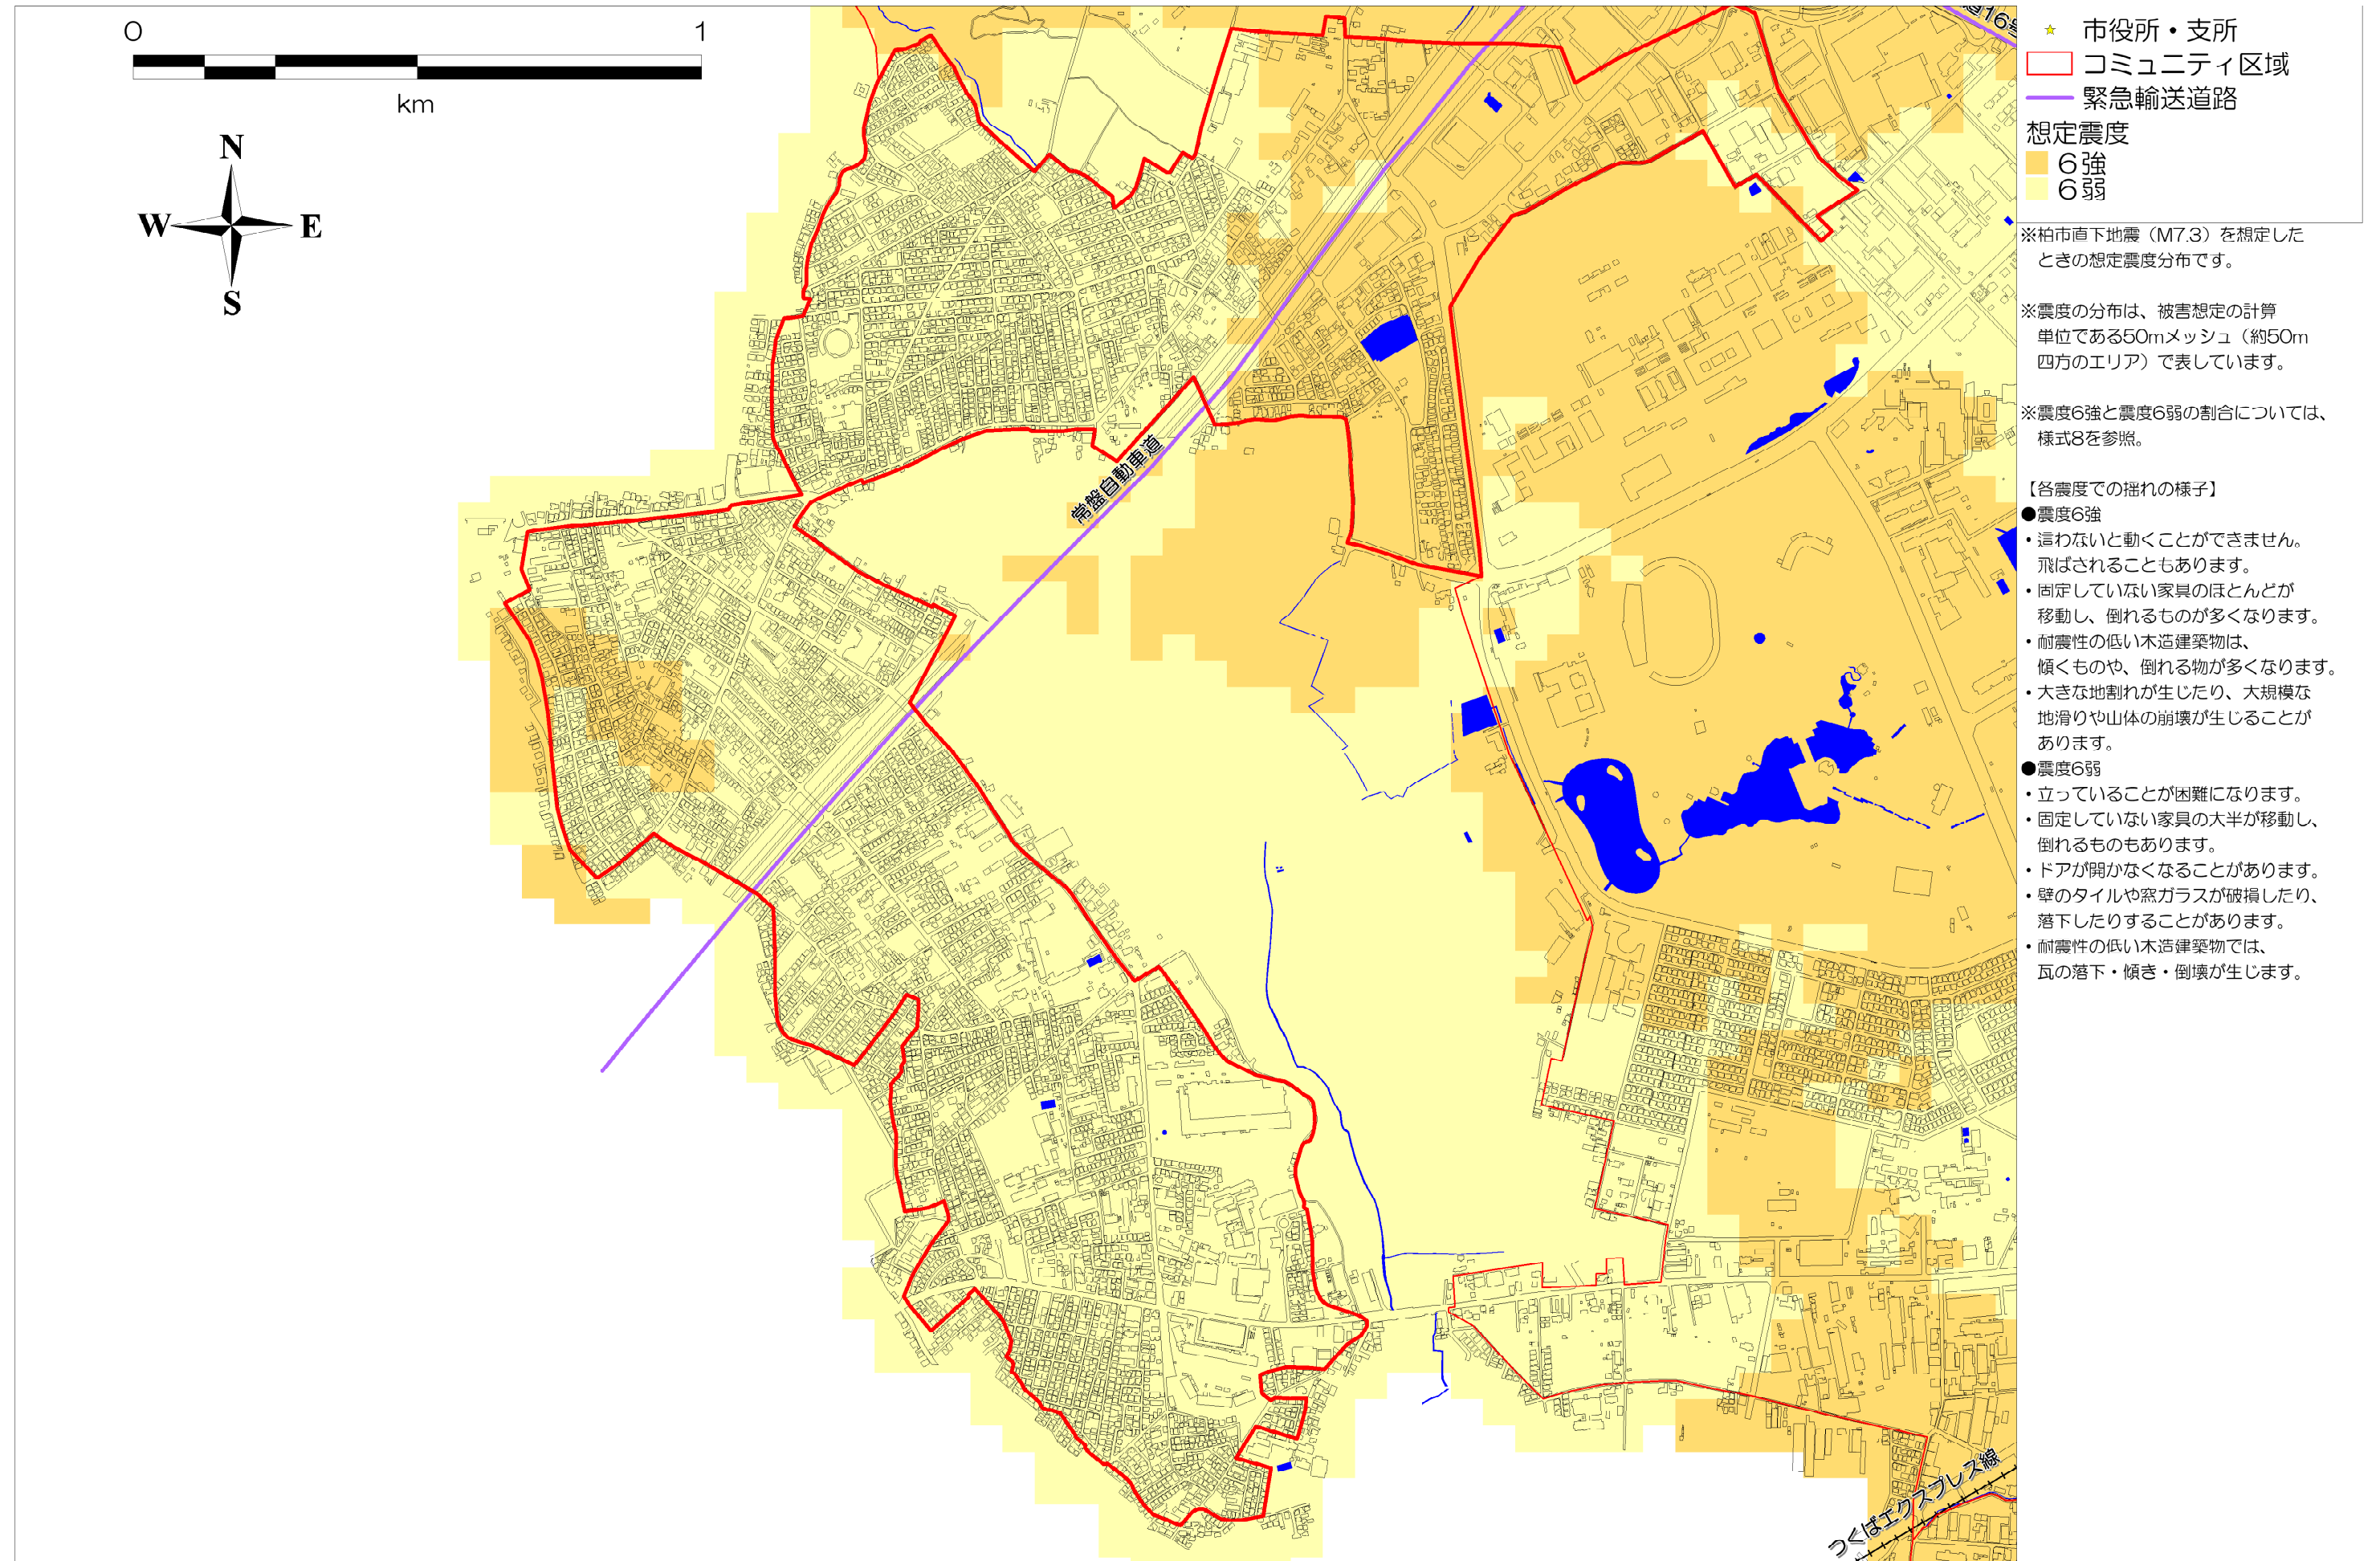 0 1
km
N
W E
S
常磐自動車道
道16号
つくばエクスプレス線
市役所・支所
コミュニティ区域
緊急輸送道路
想定震度
6強
6弱
※柏市直下地震（M7.3）を想定した
ときの想定震度分布です。
※震度の分布は、被害想定の計算
単位である50mメッシュ（約50m
四方のエリア）で表しています。
※震度6強と震度6弱の割合については、
様式8を参照。
【各震度での揺れの様子】
●震度6強
・這わないと動くことができません。
飛ばされることもあります。
・固定していない家具のほとんどが
移動し、倒れるものが多くなります。
・耐震性の低い木造建築物は、
傾くものや、倒れる物が多くなります。
・大きな地割れが生じたり、大規模な
地滑りや山体の崩壊が生じることが
あります。
●震度6弱
・立っていることが困難になります。
・固定していない家具の大半が移動し、
倒れるものもあります。
・ドアが開かなくなることがあります。
・壁のタイルや窓ガラスが破損したり、
落下したりすることがあります。
・耐震性の低い木造建築物では、
瓦の落下・傾き・倒壊が生じます。